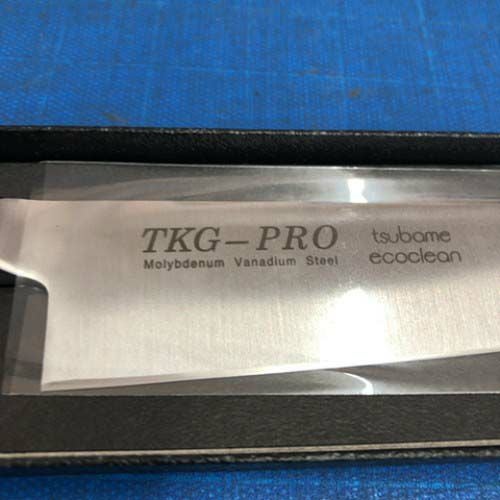 TKG-PRO
Molybdenum Vanadium Steel
tsubame
ecoclean